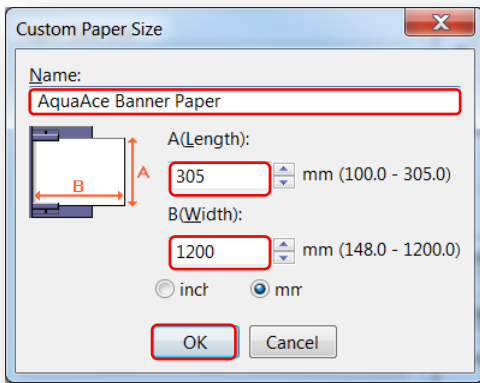 Custom Paper Size
X
Name:
AquaAce Banner Paper
A(Length):
305 mm (100.0 - 305.0)
A
B
B(Width):
1200 mm (148.0 - 1200.0)
inch mm
OK Cancel